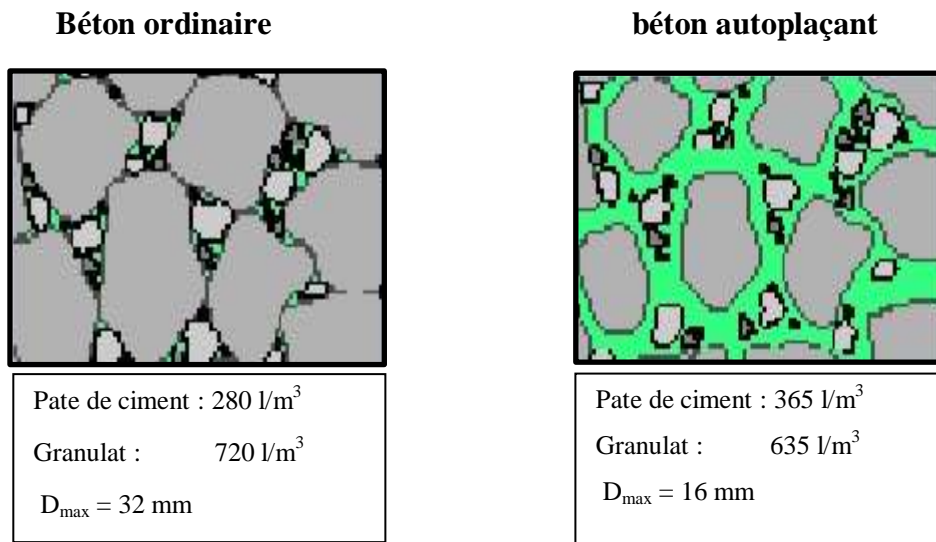 Béton ordinaire
béton autoplaçant
Pate de ciment : 280 l/m³
Granulat : 720 l/m³
Dmax = 32 mm
Pate de ciment : 365 l/m³
Granulat : 635 l/m³
Dmax = 16 mm